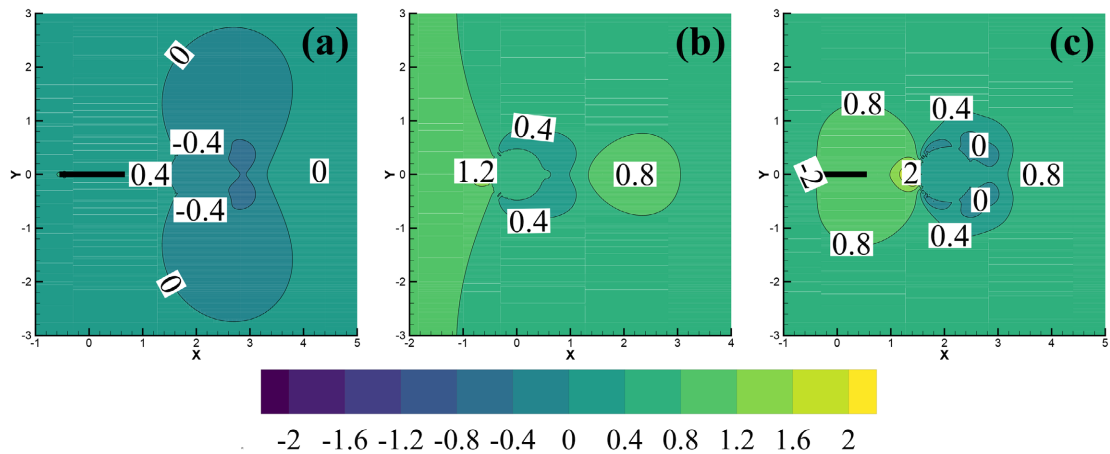 3 (a) 3 (b) 3 (c)
2 0 2 2
1 1 0.4 1 0.8 0.4
-0.4 0
Y 0 0.4 0 Y 0 1.2 0.8 Y 0 -2 2 0.8
-0.4 0
-1 -1 0.4 -1 0.8 0.4
-2 0 -2 -2
-3 -3 -3
-1 0 1 2 3 4 5 -1 0 1 2 3 4 -1 0 1 2 3 4 5
X X X
-2 -1.6 -1.2 -0.8 -0.4 0 0.4 0.8 1.2 1.6 2